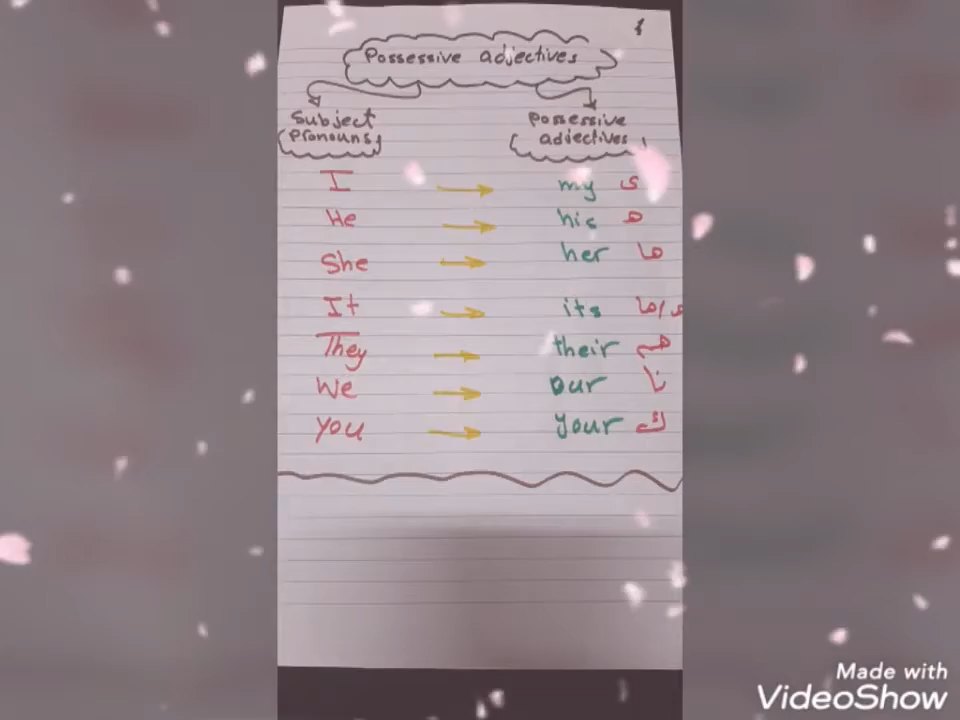 Possessive adjectives
Subject pronouns
Possessive adjectives
I my ى
He his ه
She her ها
It its ه/ها
They their هم
We our نا
You your ك
Made with
VideoShow